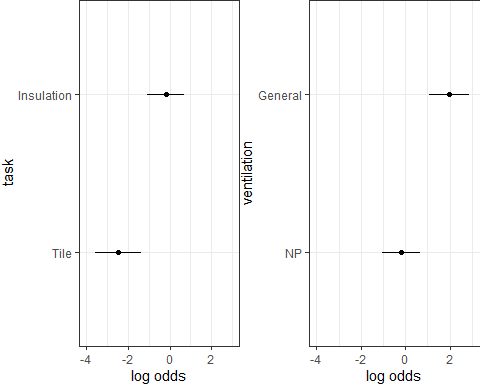 task
Insulation
Tile
-4 -2 0 2
log odds
ventilation
General
NP
-4 -2 0 2
log odds